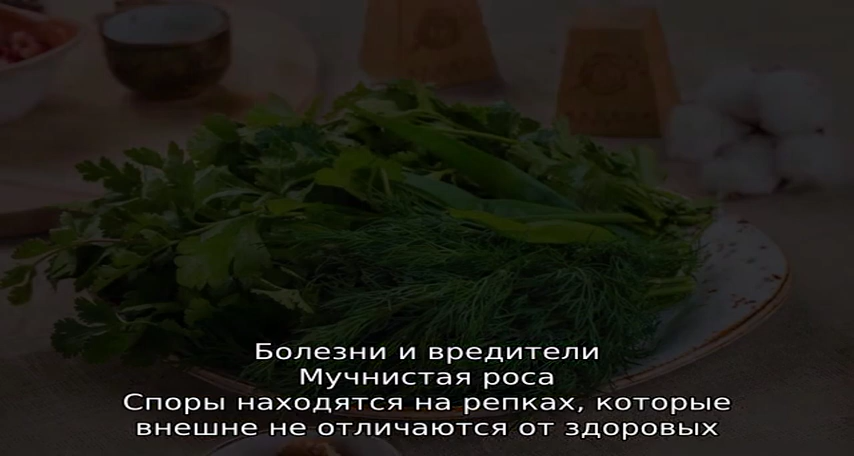 Болезни и вредители
Мучнистая роса
Споры находятся на репках, которые
внешне не отличаются от здоровых